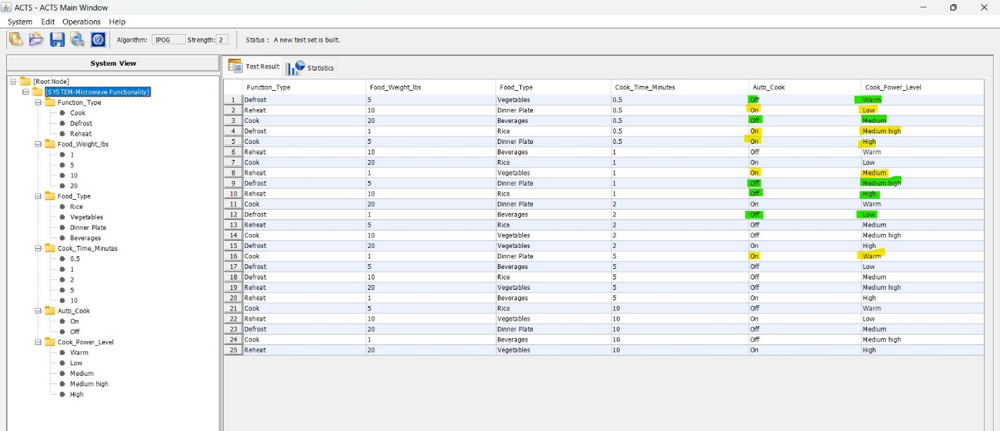 ACTS - ACTS Main Window
System Edit Operations Help
Algorithm: IPOG Strength: 2 Status : A new test set is built.
System View
[Root Node]
[SYSTEM-Microwave Functionality]
Function_Type
Cook
Defrost
Reheat
Food_Weight_lbs
1
5
10
20
Food_Type
Rice
Vegetables
Dinner Plate
Beverages
Cook_Time_Minutes
0.5
1
2
5
10
Auto_Cook
On
Off
Cook_Power_Level
Warm
Low
Medium
Medium high
High
Test Result Statistics
Function_Type Food_Weight_lbs Food_Type Cook_Time_Minutes Auto_Cook Cook_Power_Level
1 Defrost 5 Vegetables 0.5 Off Warm
2 Reheat 10 Dinner Plate 0.5 On Low
3 Cook 20 Beverages 0.5 Off Medium
4 Defrost 1 Rice 0.5 On Medium high
5 Cook 5 Dinner Plate 0.5 On High
6 Reheat 10 Beverages 1 Off Warm
7 Cook 20 Rice 1 On Low
8 Reheat 1 Vegetables 1 On Medium
9 Defrost 5 Dinner Plate 1 Off Medium high
10 Reheat 10 Rice 1 Off High
11 Cook 20 Dinner Plate 2 On Warm
12 Defrost 1 Beverages 2 Off Low
13 Reheat 5 Rice 2 Off Medium
14 Cook 10 Vegetables 2 Off Medium high
15 Defrost 20 Vegetables 2 On High
16 Cook 1 Dinner Plate 5 On Warm
17 Defrost 5 Beverages 5 Off Low
18 Defrost 10 Rice 5 Off Medium
19 Reheat 20 Vegetables 5 Off Medium high
20 Reheat 1 Beverages 5 On High
21 Cook 5 Rice 10 Off Warm
22 Reheat 10 Vegetables 10 On Low
23 Defrost 20 Dinner Plate 10 Off Medium
24 Cook 1 Beverages 10 Off Medium high
25 Reheat 20 Vegetables 10 On High